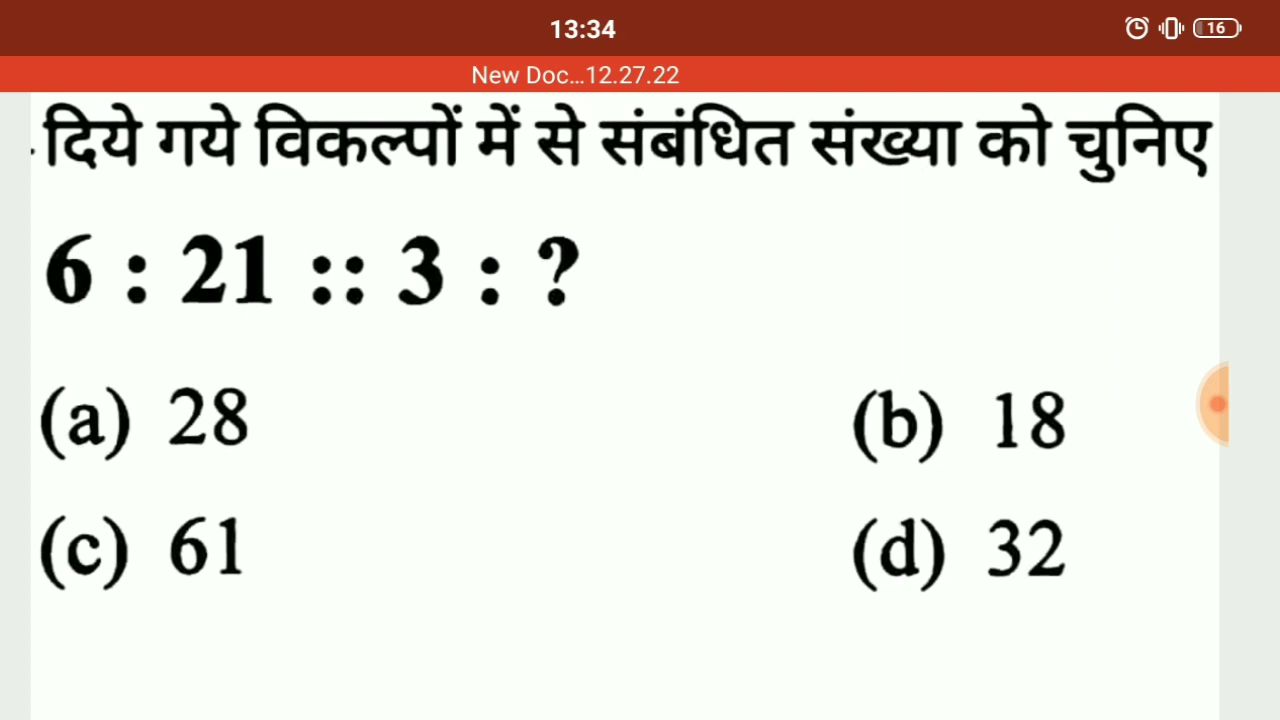 13:34
16
New Doc...12.27.22
दिये गये विकल्पों में से संबंधित संख्या को चुनिए
6 : 21 :: 3 : ?
(a) 28 (b) 18
(c) 61 (d) 32